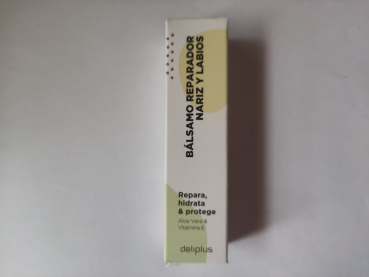 BÁLSAMO REPARADOR
NARIZ Y LABIOS
Repara,
hidrata
& protege
Aloe Vera &
Vitamina E
deliplus